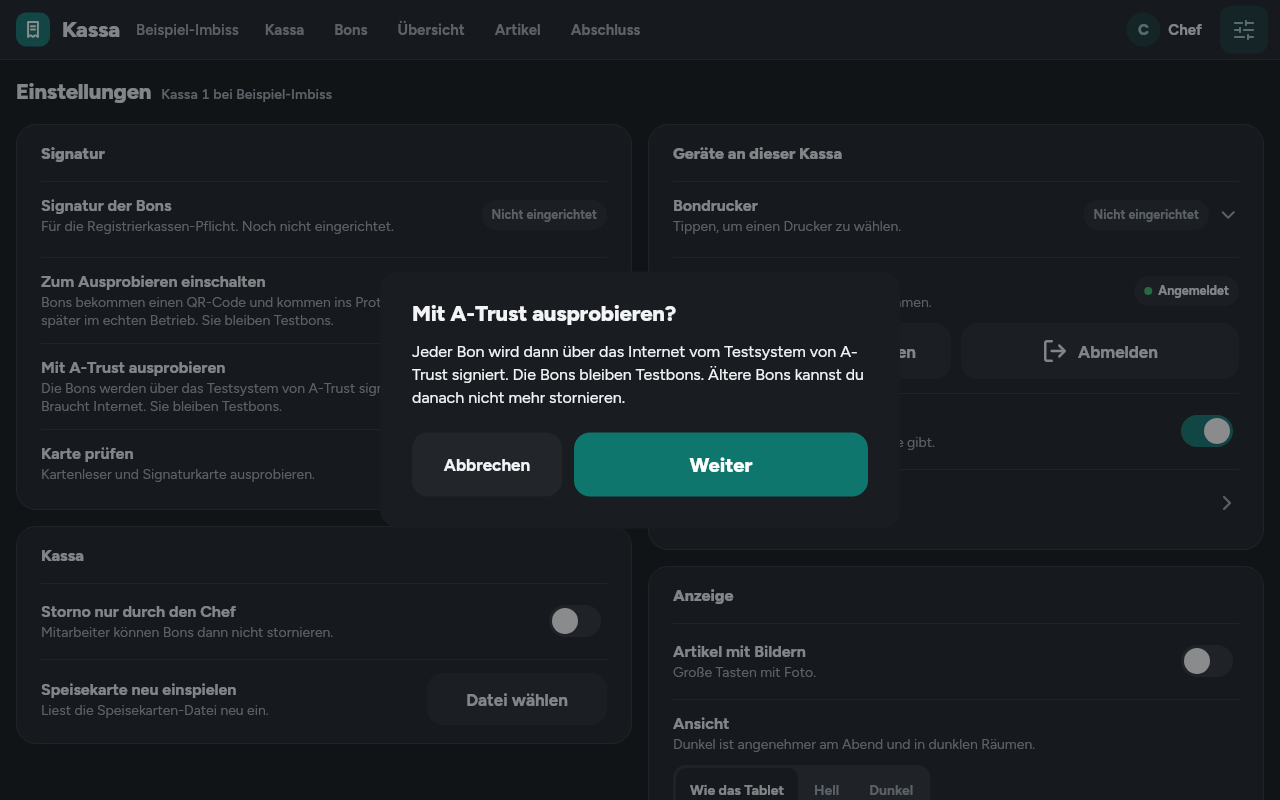 Kassa Beispiel-Imbiss Kassa Bons Übersicht Artikel Abschluss C Chef
Einstellungen Kassa 1 bei Beispiel-Imbiss
Signatur
Signatur der Bons
Für die Registrierkassen-Pflicht. Noch nicht eingerichtet.
Nicht eingerichtet
Zum Ausprobieren einschalten
Bons bekommen einen QR-Code und kommen ins Prot
später im echten Betrieb. Sie bleiben Testbons.
Mit A-Trust ausprobieren
Die Bons werden über das Testsystem von A-Trust sign
Braucht Internet. Sie bleiben Testbons.
Karte prüfen
Kartenleser und Signaturkarte ausprobieren.
Geräte an dieser Kassa
Bondrucker
Tippen, um einen Drucker zu wählen.
Nicht eingerichtet
Angemeldet
Abmelden
e gibt.
Mit A-Trust ausprobieren?
Jeder Bon wird dann über das Internet vom Testsystem von A-
Trust signiert. Die Bons bleiben Testbons. Ältere Bons kannst du
danach nicht mehr stornieren.
Abbrechen
Weiter
Kassa
Storno nur durch den Chef
Mitarbeiter können Bons dann nicht stornieren.
Speisekarte neu einspielen
Liest die Speisekarten-Datei neu ein.
Datei wählen
Anzeige
Artikel mit Bildern
Große Tasten mit Foto.
Ansicht
Dunkel ist angenehmer am Abend und in dunklen Räumen.
Wie das Tablet Hell Dunkel